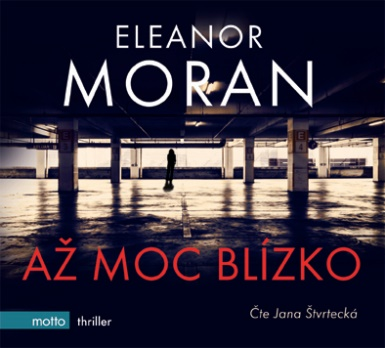 ELEANOR
MORAN
AŽ MOC BLÍZKO
Čte Jana Štvrtecká
motto thriller